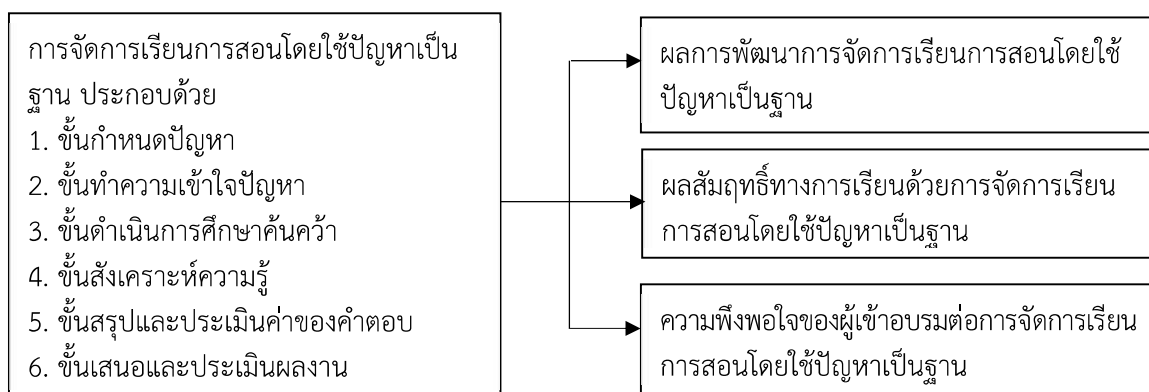 การจัดการเรียนการสอนโดยใช้ปัญหาเป็น
ฐาน ประกอบด้วย
1. ขั้นกำหนดปัญหา
2. ขั้นทำความเข้าใจปัญหา
3. ขั้นดำเนินการศึกษาค้นคว้า
4. ขั้นสังเคราะห์ความรู้
5. ขั้นสรุปและประเมินค่าของคำตอบ
6. ขั้นเสนอและประเมินผลงาน
ผลการพัฒนาการจัดการเรียนการสอนโดยใช้
ปัญหาเป็นฐาน
ผลสัมฤทธิ์ทางการเรียนด้วยการจัดการเรียน
การสอนโดยใช้ปัญหาเป็นฐาน
ความพึงพอใจของผู้เข้าอบรมต่อการจัดการเรียน
การสอนโดยใช้ปัญหาเป็นฐาน